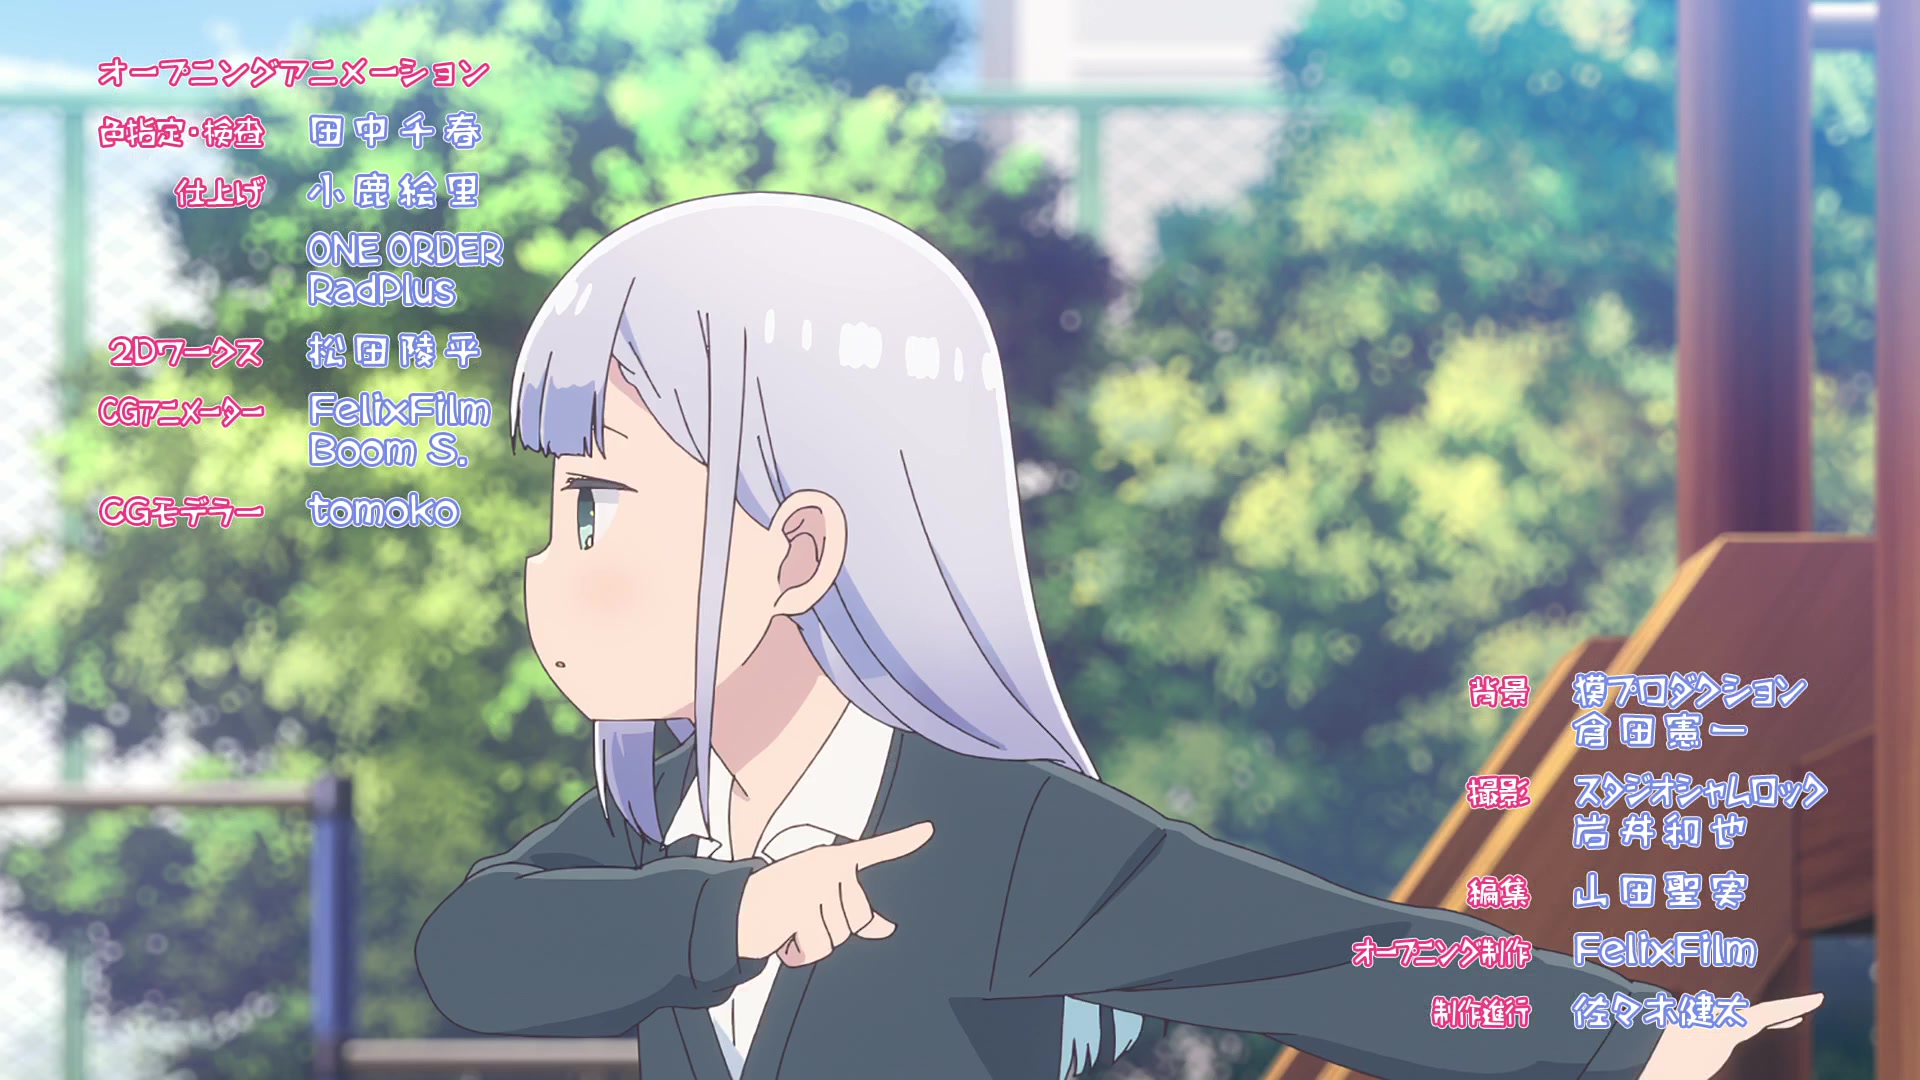 オープニングアニメーション
色指定・検査 田中千春
仕上げ 小鹿絵里
ONE ORDER
RadPlus
2Dワークス 松田陵平
CGアニメーター FelixFilm
Boom S.
CGモデラー tomoko
背景 獏プロダクション
倉田憲一
撮影 スタジオシャムロック
岩井和也
編集 山田聖実
オープニング制作 FelixFilm
制作進行 佐々木健太